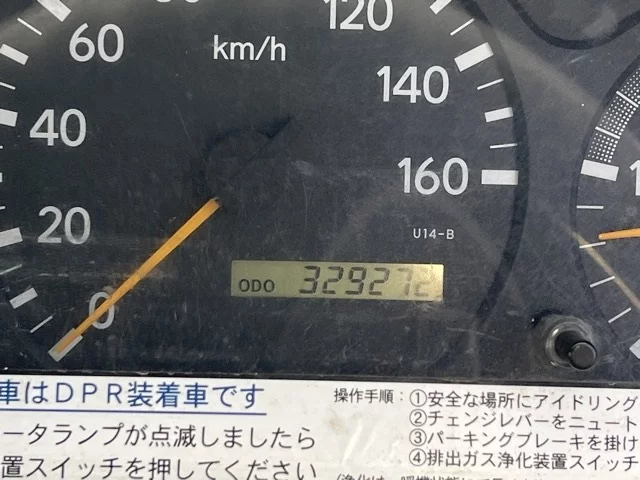 120
60
km/h
140
40
160
20
U14-B
ODO 329272
0
車はDPR装着車です
ータランプが点滅しましたら
置スイッチを押してください
操作手順：①安全な場所にアイドリング
②チェンジレバーをニュート
③パーキングブレーキを掛け
④排出ガス浄化装置スイッチ